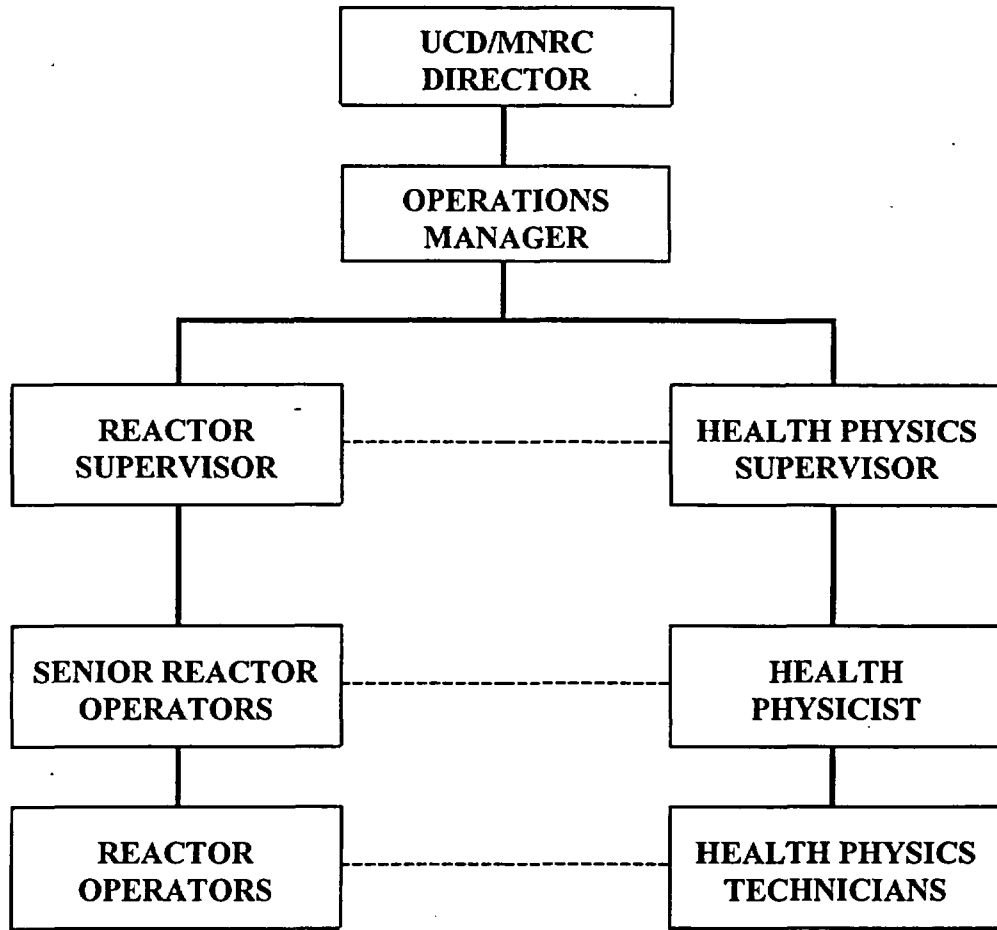 UCD/MNRC
DIRECTOR
OPERATIONS
MANAGER
REACTOR
SUPERVISOR
HEALTH PHYSICS
SUPERVISOR
SENIOR REACTOR
OPERATORS
HEALTH
PHYSICIST
REACTOR
OPERATORS
HEALTH PHYSICS
TECHNICIANS